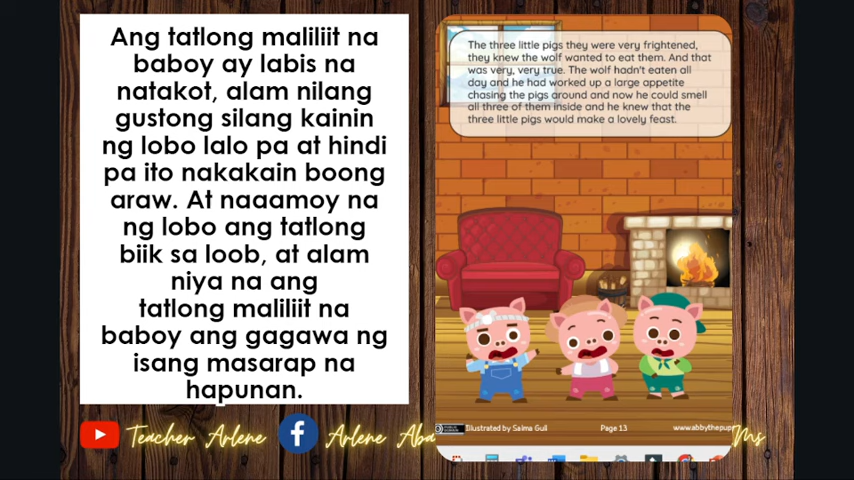 Ang tatlong maliliit na
baboy ay labis na
natakot, alam nilang
gustong silang kainin
ng lobo lalo pa at hindi
pa ito nakakain boong
araw. At naaamoy na
ng lobo ang tatlong
biik sa loob, at alam
niya na ang
tatlong maliliit na
baboy ang gagawa ng
isang masarap na
hapunan.
The three little pigs they were very frightened,
they knew the wolf wanted to eat them. And that
was very, very true. The wolf hadn't eaten all
day and he had worked up a large appetite
chasing the pigs around and now he could smell
all three of them inside and he knew that the
three little pigs would make a lovely feast.
Illustrated by Salma Guli
Page 13
www.abbythepup
Teacher Arlene
Arlene Aba
Ms